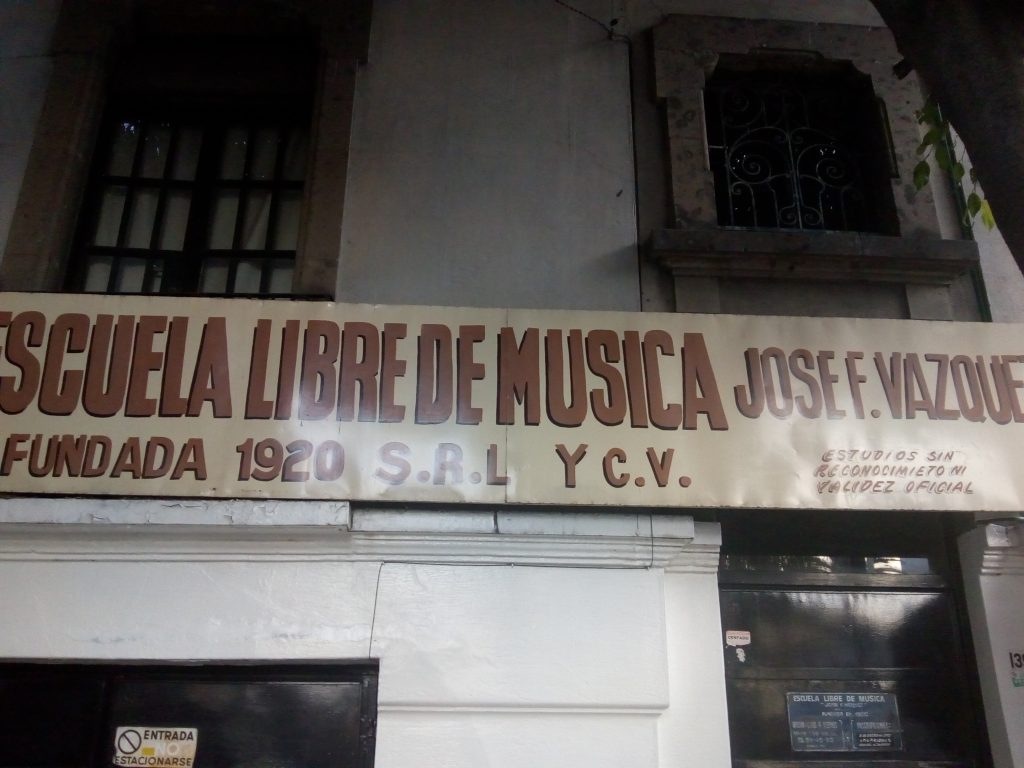 ESCUELA LIBRE DE MUSICA JOSE F. VAZQUE
FUNDADA 1920 S.R.L Y C.V.
ESTUDIOS SIN
RECONOCIMIETO NI
VALIDEZ OFICIAL
ENTRADA
NO
ESTACIONARSE
ESCUELA LIBRE DE MUSICA
139